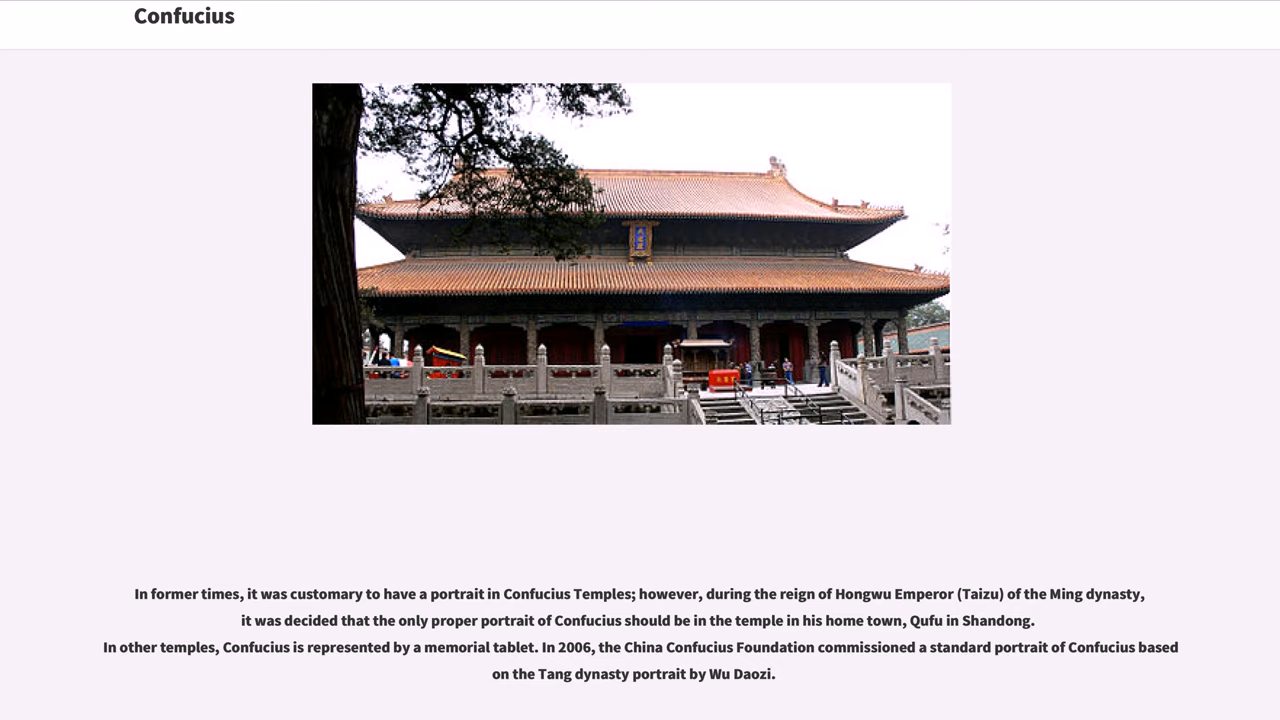 Confucius
In former times, it was customary to have a portrait in Confucius Temples; however, during the reign of Hongwu Emperor (Taizu) of the Ming dynasty,
it was decided that the only proper portrait of Confucius should be in the temple in his home town, Qufu in Shandong.
In other temples, Confucius is represented by a memorial tablet. In 2006, the China Confucius Foundation commissioned a standard portrait of Confucius based
on the Tang dynasty portrait by Wu Daozi.